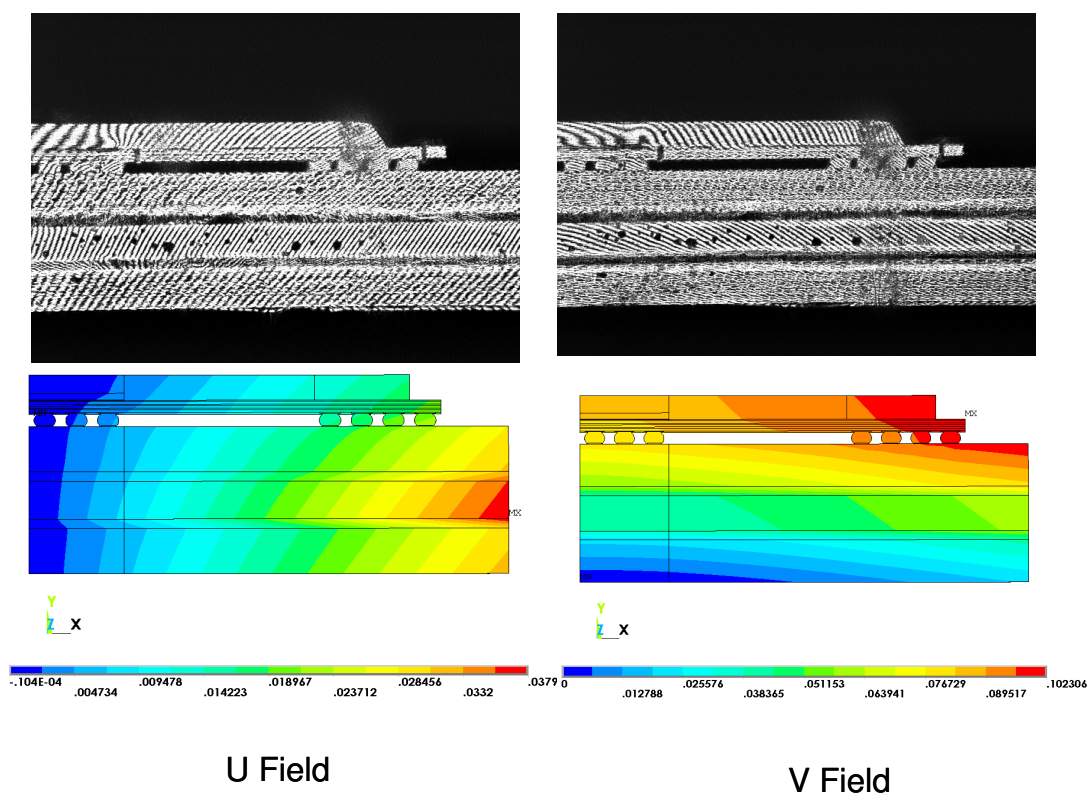 MX
MX
MN
Y
Z X
Y
Z X
-.104E-04 .009478 .018967 .028456 .0379
.004734 .014223 .023712 .0332
0 .025576 .051153 .076729 .102306
.012788 .038365 .063941 .089517
U Field
V Field